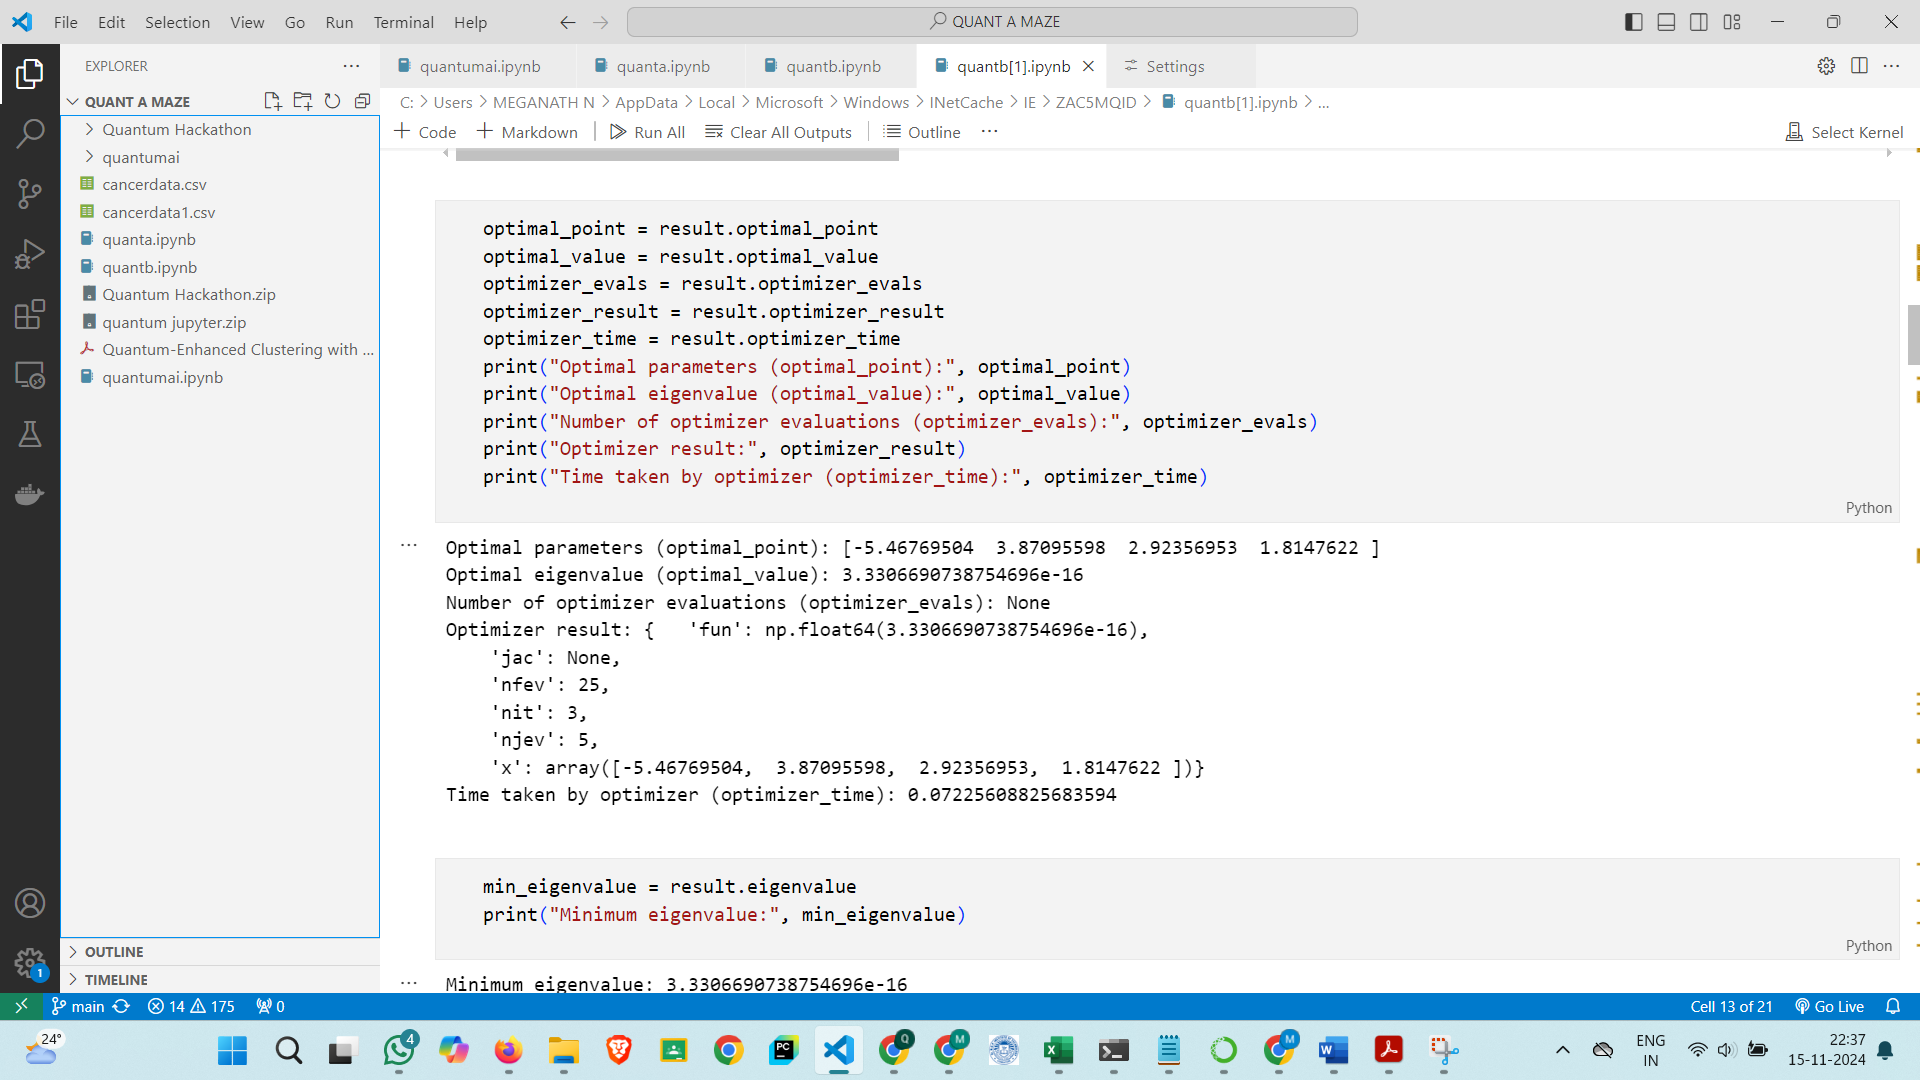 File Edit Selection View Go Run Terminal Help
QUANT A MAZE
EXPLORER
quantumai.ipynb
quanta.ipynb
quantb.ipynb
quantb[1].ipynb
Settings
QUANT A MAZE
C: > Users > MEGANATH N > AppData > Local > Microsoft > Windows > INetCache > IE > ZAC5MQID > quantb[1].ipynb > ...
+ Code + Markdown | Run All Clear All Outputs | Outline ...
Select Kernel
Quantum Hackathon
quantumai
cancerdata.csv
cancerdata1.csv
quanta.ipynb
quantb.ipynb
Quantum Hackathon.zip
quantum jupyter.zip
Quantum-Enhanced Clustering with ...
quantumai.ipynb
optimal_point = result.optimal_point
optimal_value = result.optimal_value
optimizer_evals = result.optimizer_evals
optimizer_result = result.optimizer_result
optimizer_time = result.optimizer_time
print("Optimal parameters (optimal_point):", optimal_point)
print("Optimal eigenvalue (optimal_value):", optimal_value)
print("Number of optimizer evaluations (optimizer_evals):", optimizer_evals)
print("Optimizer result:", optimizer_result)
print("Time taken by optimizer (optimizer_time):", optimizer_time)
Python
Optimal parameters (optimal_point): [-5.46769504  3.87095598  2.92356953  1.8147622 ]
Optimal eigenvalue (optimal_value): 3.3306690738754696e-16
Number of optimizer evaluations (optimizer_evals): None
Optimizer result: {   'fun': np.float64(3.3306690738754696e-16),
    'jac': None,
    'nfev': 25,
    'nit': 3,
    'njev': 5,
    'x': array([-5.46769504,  3.87095598,  2.92356953,  1.8147622 ])}
Time taken by optimizer (optimizer_time): 0.07225608825683594
min_eigenvalue = result.eigenvalue
print("Minimum eigenvalue:", min_eigenvalue)
Python
Minimum eigenvalue: 3.3306690738754696e-16
OUTLINE
TIMELINE
1
main
14
175
0
Cell 13 of 21
Go Live
24°
4
PC
Q
M
M
ENG
IN
22:37
15-11-2024